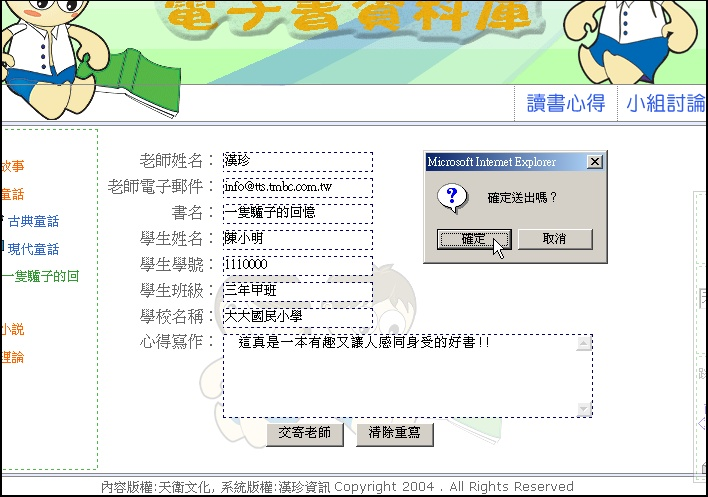 電子書資料庫
讀書心得 小組討論
故事
童話
古典童話
現代童話
一隻驢子的回
小說
理論
老師姓名： 漢珍
老師電子郵件： info@tts.tmbc.com.tw
書名： 一隻驢子的回憶
學生姓名： 陳小明
學生學號： 1110000
學生班級： 三年甲班
學校名稱： 大大國民小學
心得寫作： 這真是一本有趣又讓人感同身受的好書!!
交寄老師 清除重寫
Microsoft Internet Explorer
確定送出嗎？
確定 取消
內容版權:天衛文化, 系統版權:漢珍資訊 Copyright 2004 . All Rights Reserved